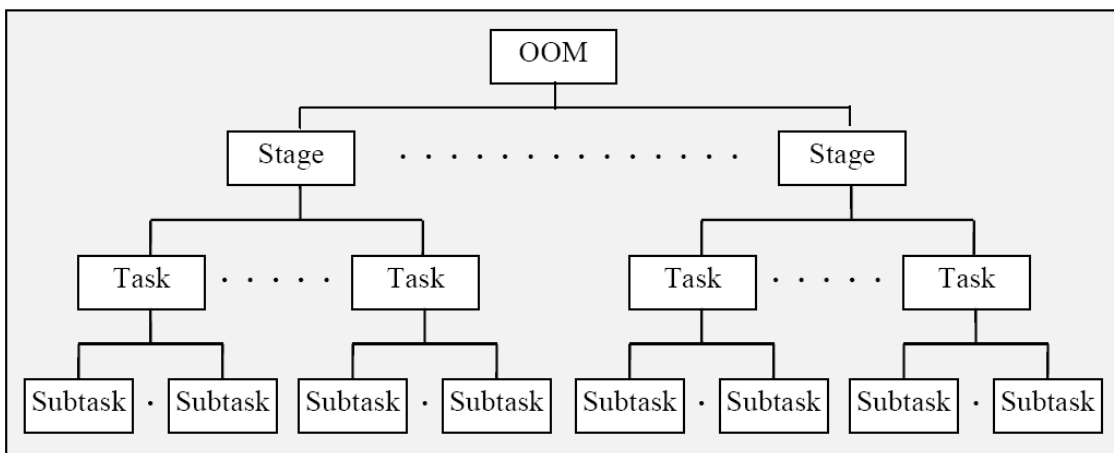 OOM
Stage . . . . . . . . . . . . . . Stage
Task . . . . . Task Task . . . . . Task
Subtask . Subtask Subtask . Subtask Subtask . Subtask Subtask . Subtask